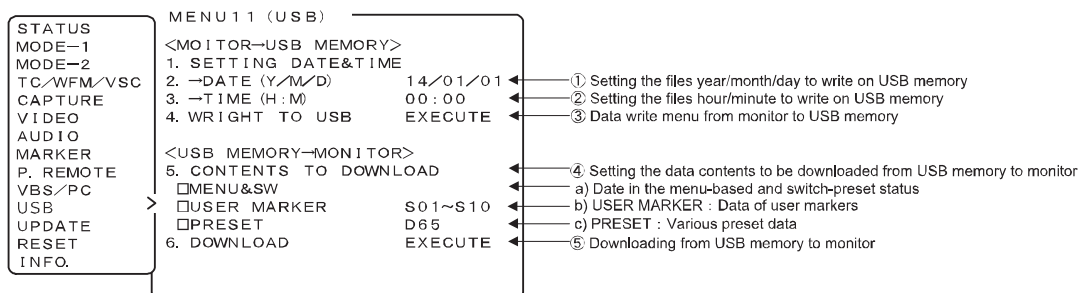 STATUS
MODE-1
MODE-2
TC/WFM/VSC
CAPTURE
VIDEO
AUDIO
MARKER
P. REMOTE
VBS/PC
USB >
UPDATE
RESET
INFO.
MENU11 (USB)
<MOITOR→USB MEMORY>
1. SETTING DATE&TIME
2. →DATE (Y/M/D) 14/01/01 ① Setting the files year/month/day to write on USB memory
3. →TIME (H:M) 00:00 ② Setting the files hour/minute to write on USB memory
4. WRIGHT TO USB EXECUTE ③ Data write menu from monitor to USB memory
<USB MEMORY→MONITOR>
5. CONTENTS TO DOWNLOAD ④ Setting the data contents to be downloaded from USB memory to monitor
□MENU&SW a) Date in the menu-based and switch-preset status
□USER MARKER S01~S10 b) USER MARKER : Data of user markers
□PRESET D65 c) PRESET : Various preset data
6. DOWNLOAD EXECUTE ⑤ Downloading from USB memory to monitor